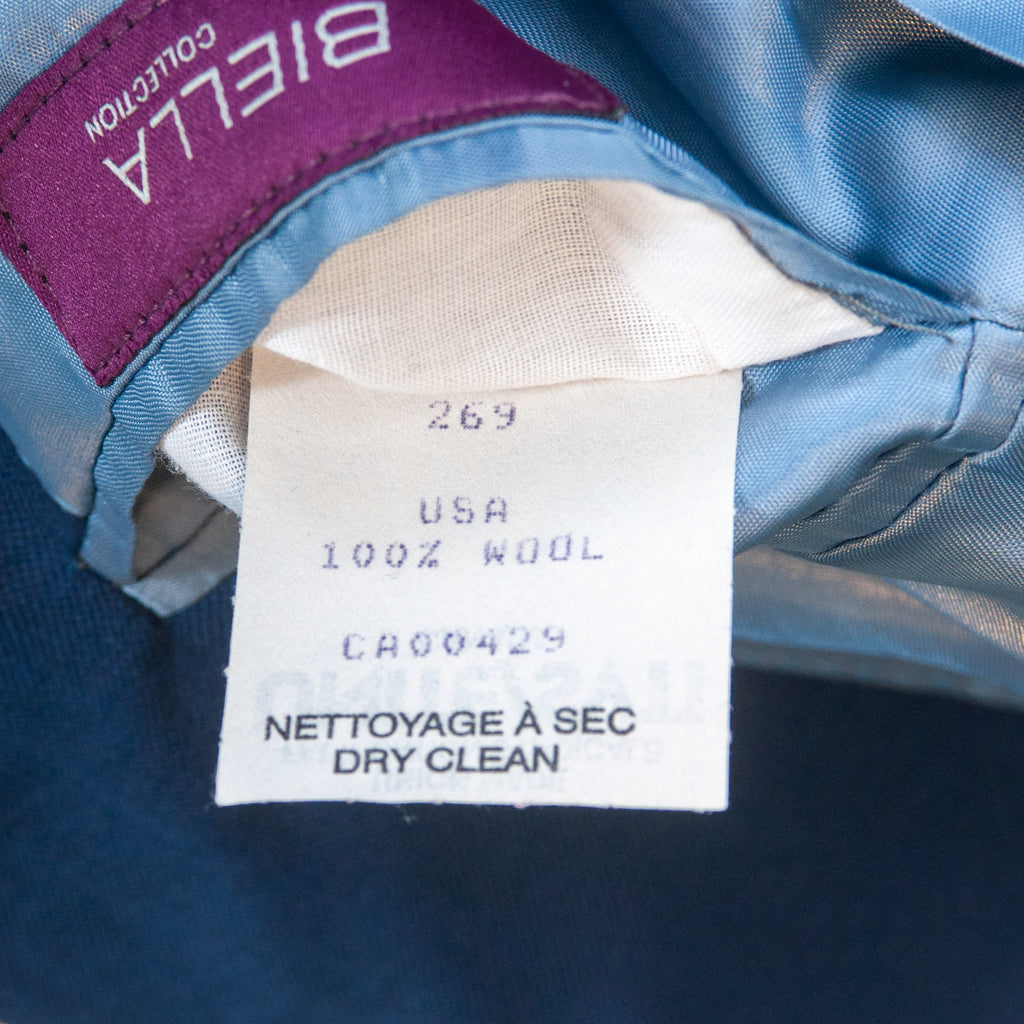 BIELLA
COLLECTION
269
USA
100% WOOL
CA00429
NETTOYAGE À SEC
DRY CLEAN